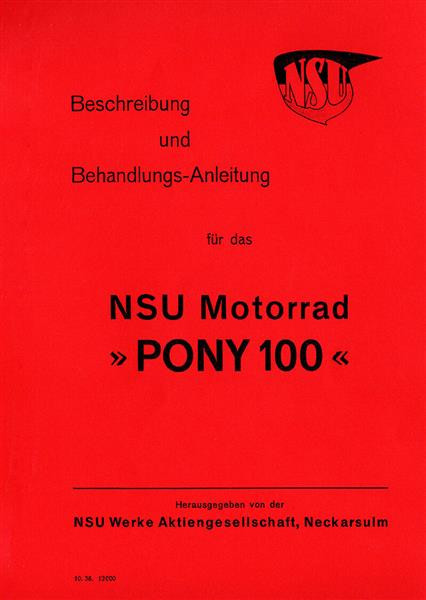 NSU
Beschreibung
und
Behandlungs-Anleitung
für das
NSU Motorrad
» PONY 100 «
Herausgegeben von der
NSU Werke Aktiengesellschaft, Neckarsulm
10. 38. 12000